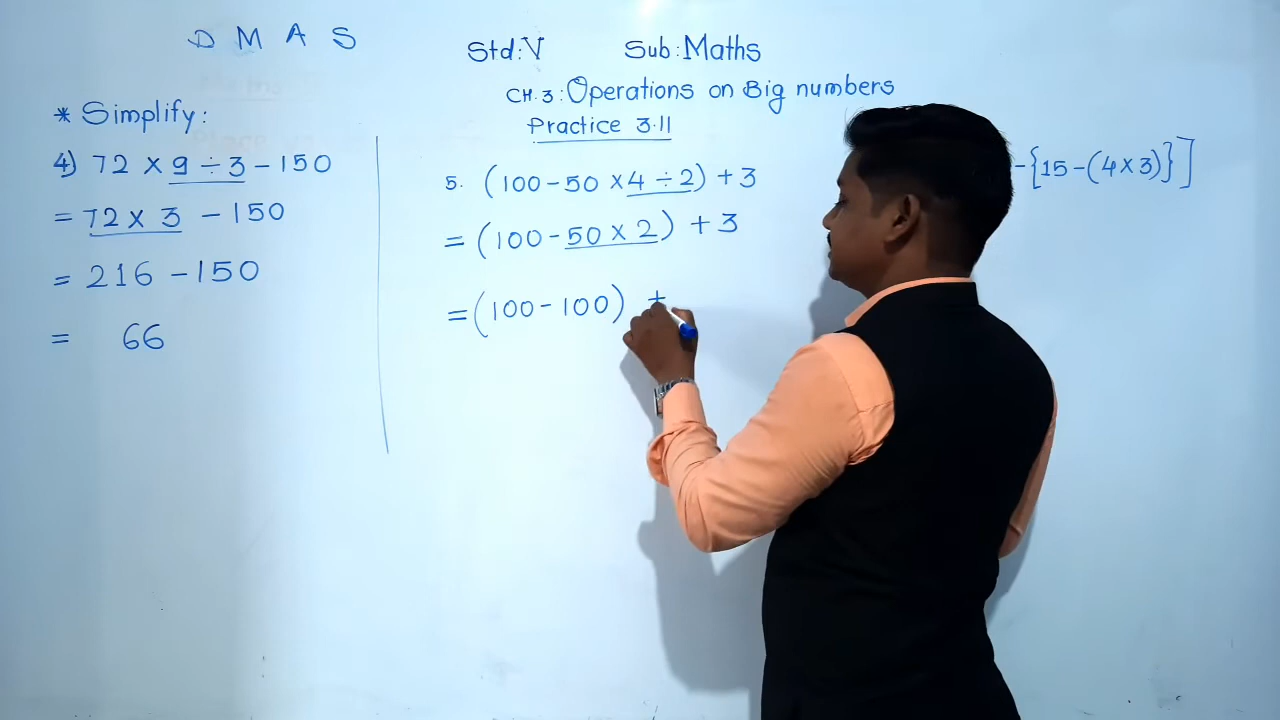 D M A S
Std: V Sub: Maths
CH. 3: Operations on Big numbers
Practice 3.11
* Simplify:
4) 72 × 9 ÷ 3 - 150
= 72 × 3 - 150
= 216 - 150
= 66
5. (100 - 50 × 4 ÷ 2) + 3
= (100 - 50 × 2) + 3
= (100 - 100) +
- {15 - (4 × 3)}]